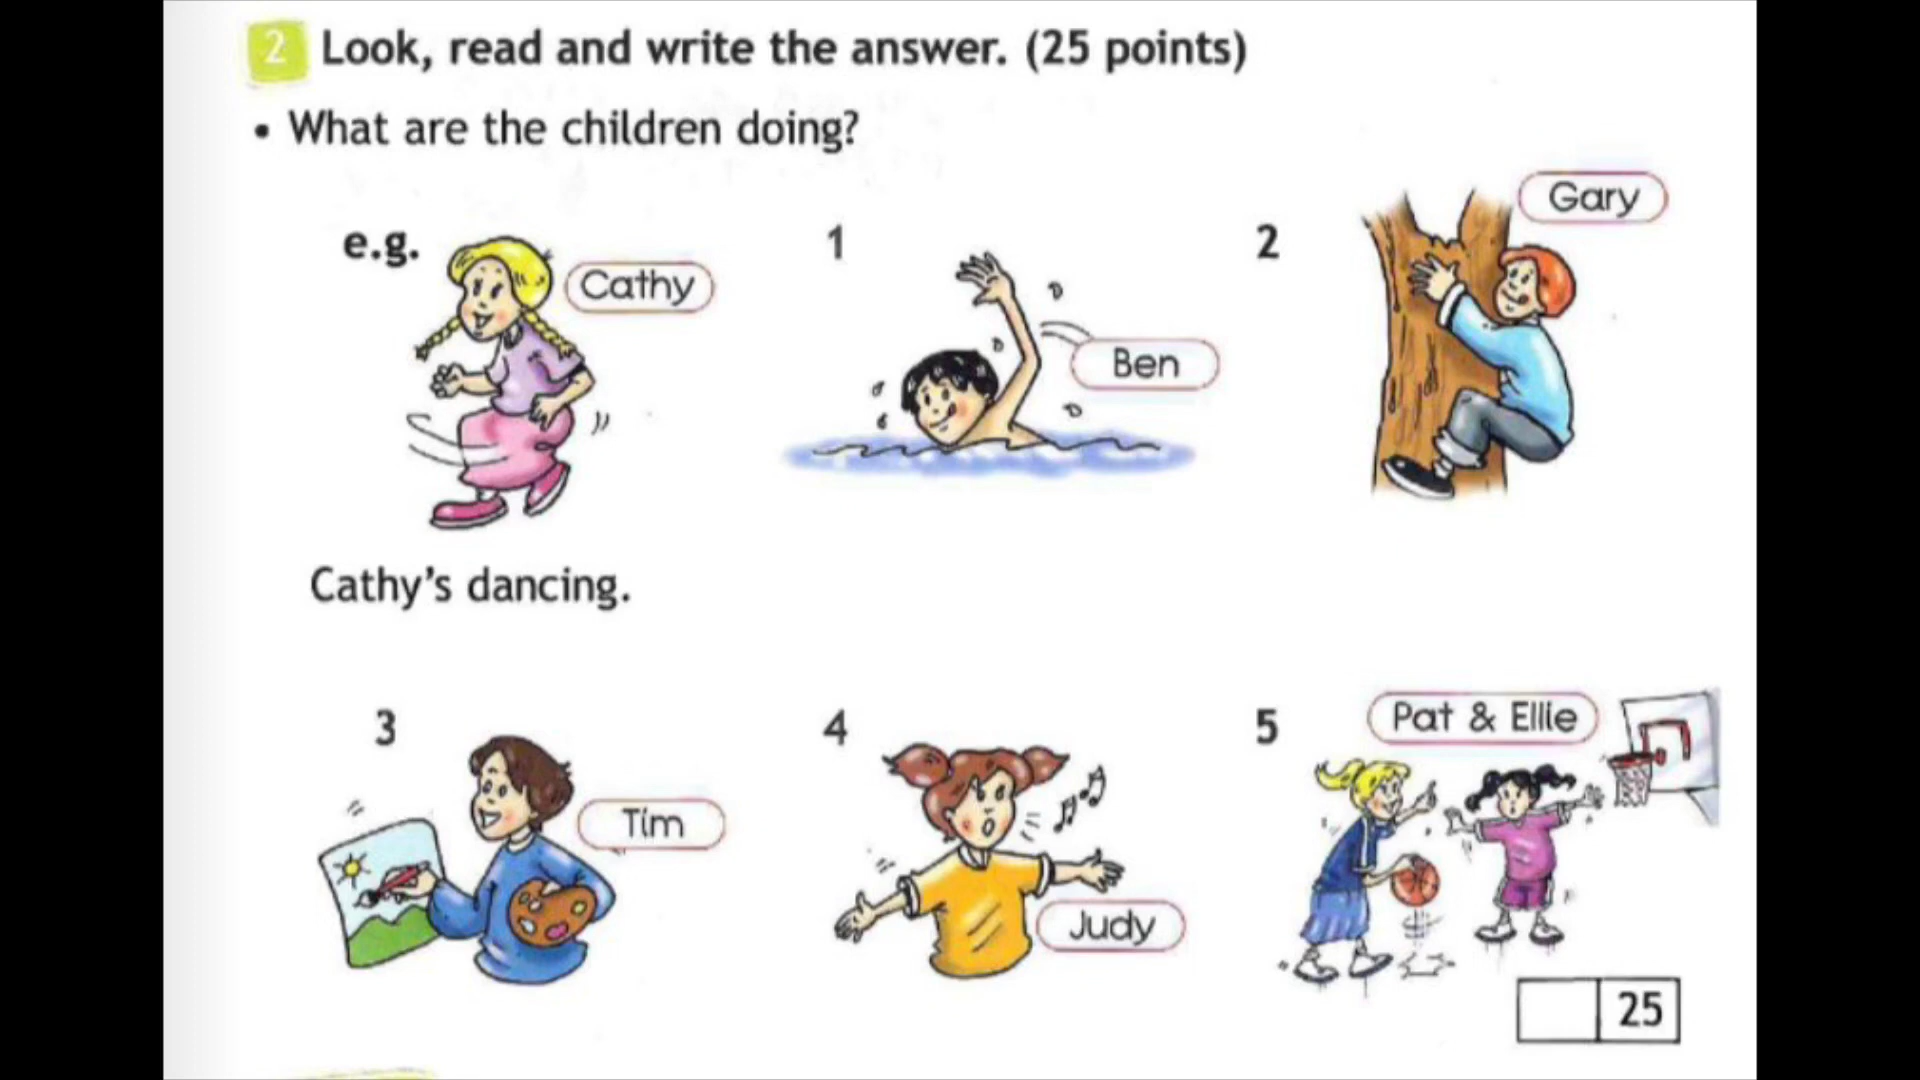 2 Look, read and write the answer. (25 points)
• What are the children doing?
e.g.
Cathy
1
Ben
2
Gary
Cathy's dancing.
3
Tim
4
Judy
5
Pat & Ellie
25